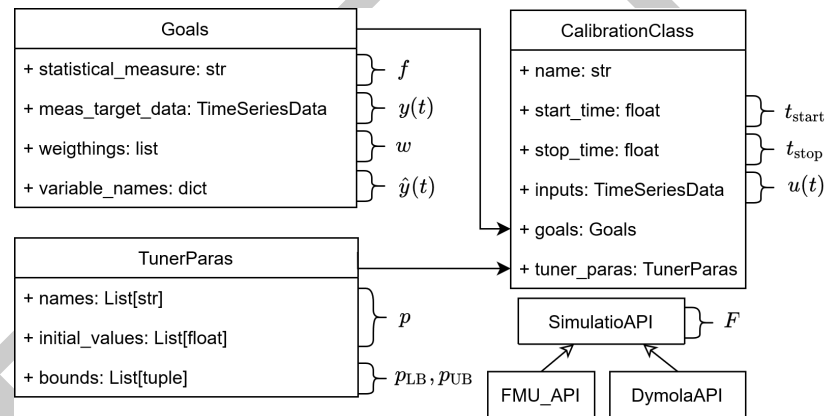 Goals
+ statistical_measure: str
f
+ meas_target_data: TimeSeriesData
y(t)
+ weigthings: list
w
+ variable_names: dict
ŷ(t)
TunerParas
+ names: List[str]
+ initial_values: List[float]
p
+ bounds: List[tuple]
p_LB, p_UB
CalibrationClass
+ name: str
+ start_time: float
t_start
+ stop_time: float
t_stop
+ inputs: TimeSeriesData
u(t)
+ goals: Goals
+ tuner_paras: TunerParas
SimulatioAPI
F
FMU_API
DymolaAPI